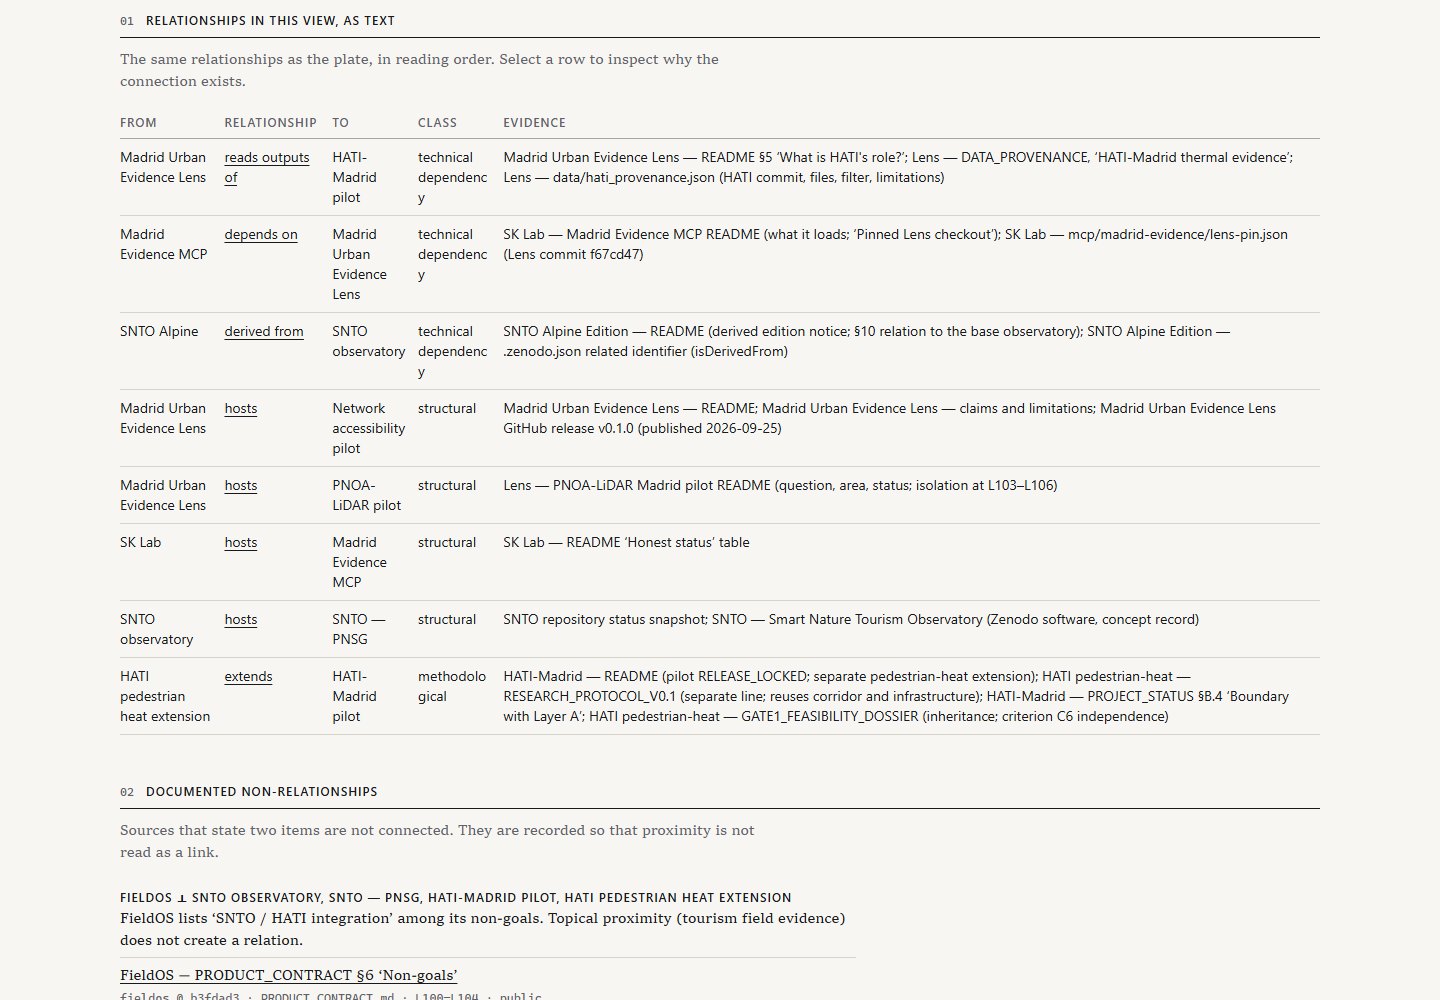 01 RELATIONSHIPS IN THIS VIEW, AS TEXT
The same relationships as the plate, in reading order. Select a row to inspect why the
connection exists.
FROM RELATIONSHIP TO CLASS EVIDENCE
Madrid Urban reads outputs HATI- technical Madrid Urban Evidence Lens — README §5 ‘What is HATI's role?’; Lens — DATA_PROVENANCE, ‘HATI-Madrid thermal evidence’;
Evidence Lens of Madrid dependenc Lens — data/hati_provenance.json (HATI commit, files, filter, limitations)
pilot y
Madrid depends on Madrid technical SK Lab — Madrid Evidence MCP README (what it loads; ‘Pinned Lens checkout’); SK Lab — mcp/madrid-evidence/lens-pin.json
Evidence MCP Urban dependenc (Lens commit f67cd47)
Evidence y
Lens
SNTO Alpine derived from SNTO technical SNTO Alpine Edition — README (derived edition notice; §10 relation to the base observatory); SNTO Alpine Edition —
observatory dependenc .zenodo.json related identifier (isDerivedFrom)
y
Madrid Urban hosts Network structural Madrid Urban Evidence Lens — README; Madrid Urban Evidence Lens — claims and limitations; Madrid Urban Evidence Lens
Evidence Lens accessibility GitHub release v0.1.0 (published 2026-09-25)
pilot
Madrid Urban hosts PNOA- structural Lens — PNOA-LiDAR Madrid pilot README (question, area, status; isolation at L103–L106)
Evidence Lens LiDAR pilot
SK Lab hosts Madrid structural SK Lab — README ‘Honest status’ table
Evidence
MCP
SNTO hosts SNTO — structural SNTO repository status snapshot; SNTO — Smart Nature Tourism Observatory (Zenodo software, concept record)
observatory PNSG
HATI extends HATI- methodolo HATI-Madrid — README (pilot RELEASE_LOCKED; separate pedestrian-heat extension); HATI pedestrian-heat —
pedestrian Madrid gical RESEARCH_PROTOCOL_V0.1 (separate line; reuses corridor and infrastructure); HATI-Madrid — PROJECT_STATUS §B.4 ‘Boundary
heat extension pilot with Layer A’; HATI pedestrian-heat — GATE1_FEASIBILITY_DOSSIER (inheritance; criterion C6 independence)
02 DOCUMENTED NON-RELATIONSHIPS
Sources that state two items are not connected. They are recorded so that proximity is not
read as a link.
FIELDOS ⊥ SNTO OBSERVATORY, SNTO — PNSG, HATI-MADRID PILOT, HATI PEDESTRIAN HEAT EXTENSION
FieldOS lists ‘SNTO / HATI integration’ among its non-goals. Topical proximity (tourism field evidence)
does not create a relation.
FieldOS — PRODUCT_CONTRACT §6 ‘Non-goals’
fieldos @ b3fdad3 · PRODUCT_CONTRACT.md · L100–L104 · public